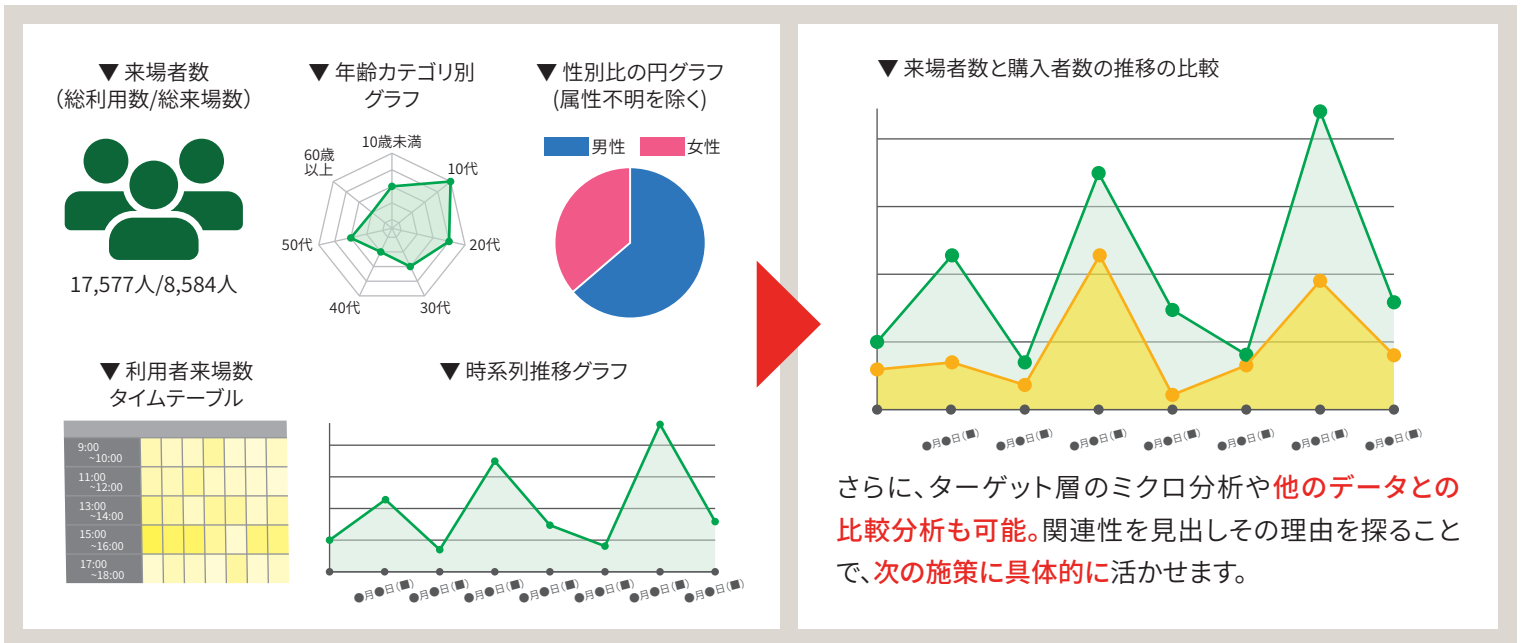 ▼ 来場者数
（総利用数/総来場数）
17,577人/8,584人
▼ 年齢カテゴリ別
グラフ
10歳未満
10代
20代
30代
40代
50代
60歳
以上
▼ 性別比の円グラフ
(属性不明を除く)
男性
女性
▼ 利用者来場数
タイムテーブル
9:00
~10:00
11:00
~12:00
13:00
~14:00
15:00
~16:00
17:00
~18:00
▼ 時系列推移グラフ
●月●日(■)
●月●日(■)
●月●日(■)
●月●日(■)
●月●日(■)
●月●日(■)
●月●日(■)
▼ 来場者数と購入者数の推移の比較
●月●日(■)
●月●日(■)
●月●日(■)
●月●日(■)
●月●日(■)
●月●日(■)
●月●日(■)
さらに、ターゲット層のミクロ分析や他のデータとの
比較分析も可能。関連性を見出しその理由を探ること
で、次の施策に具体的に活かせます。